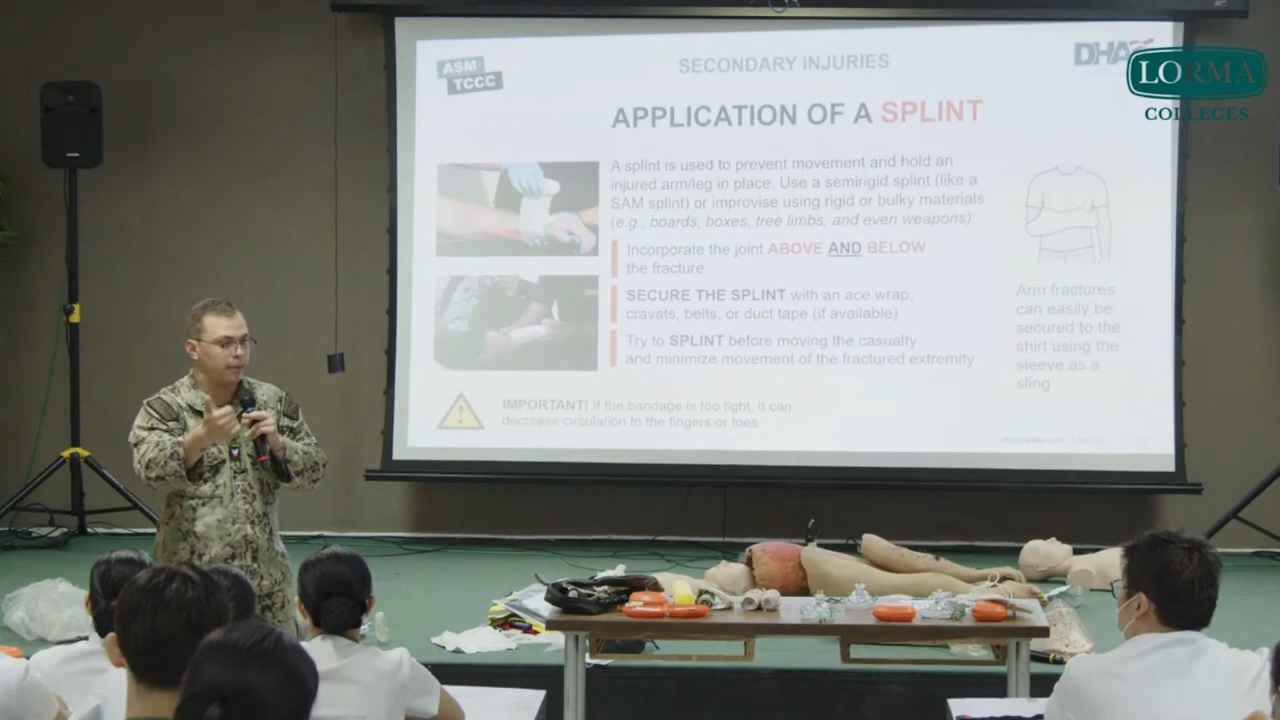 ASM
TCCC
SECONDARY INJURIES
DHA
LORMA
COLLEGES
APPLICATION OF A SPLINT
A splint is used to prevent movement and hold an
injured arm/leg in place. Use a semirigid splint (like a
SAM splint) or improvise using rigid or bulky materials
(e.g., boards, boxes, tree limbs, and even weapons).
Incorporate the joint ABOVE AND BELOW
the fracture
SECURE THE SPLINT with an ace wrap,
cravats, belts, or duct tape (if available)
Try to SPLINT before moving the casualty
and minimize movement of the fractured extremity
Arm fractures
can easily be
secured to the
shirt using the
sleeve as a
sling
IMPORTANT! If the bandage is too tight, it can
decrease circulation to the fingers or toes